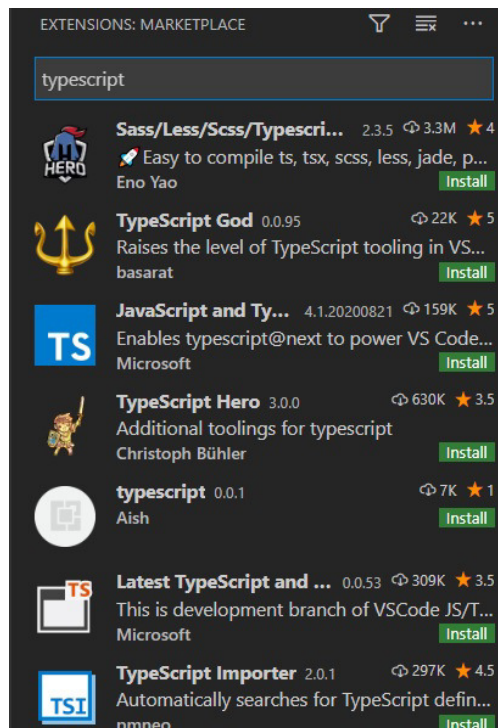 EXTENSIONS: MARKETPLACE
typescript
HERO
Sass/Less/Scss/Typescri... 2.3.5 3.3M ★ 4
🚀 Easy to compile ts, tsx, scss, less, jade, p...
Eno Yao Install
TypeScript God 0.0.95 22K ★ 5
Raises the level of TypeScript tooling in VS...
basarat Install
TS
JavaScript and Ty... 4.1.20200821 159K ★ 5
Enables typescript@next to power VS Code...
Microsoft Install
TypeScript Hero 3.0.0 630K ★ 3.5
Additional toolings for typescript
Christoph Bühler Install
typescript 0.0.1 7K ★ 1
Aish Install
TS
Latest TypeScript and ... 0.0.53 309K ★ 3.5
This is development branch of VSCode JS/T...
Microsoft Install
TSI
TypeScript Importer 2.0.1 297K ★ 4.5
Automatically searches for TypeScript defin...
pmneo Install